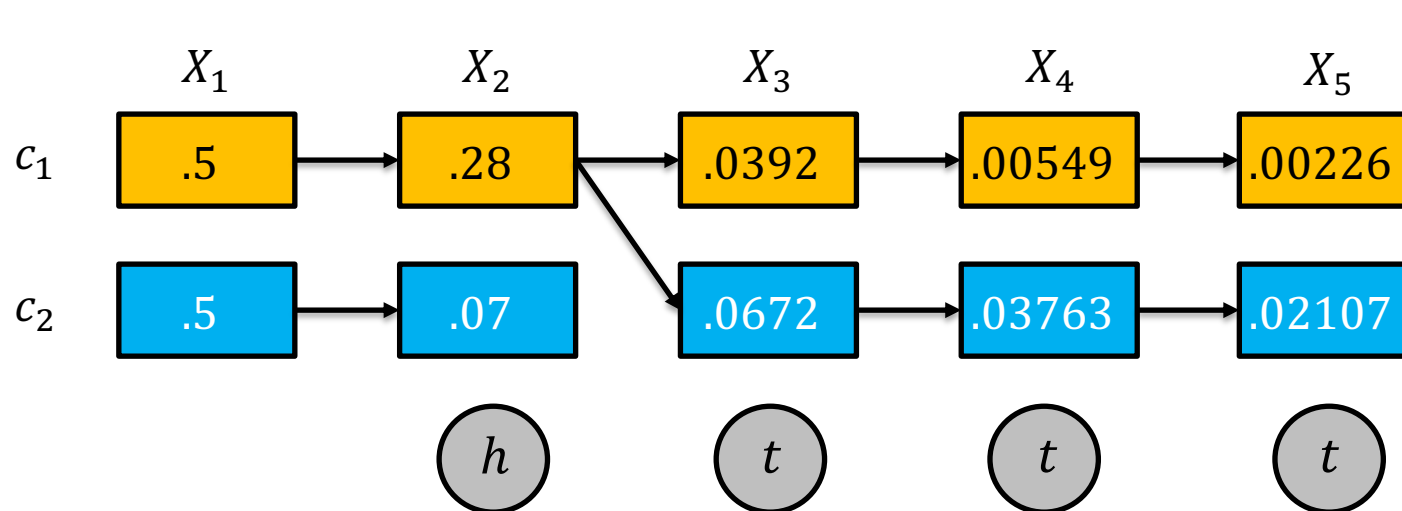 X₁ X₂ X₃ X₄ X₅
c₁ .5 .28 .0392 .00549 .00226
c₂ .5 .07 .0672 .03763 .02107
h t t t